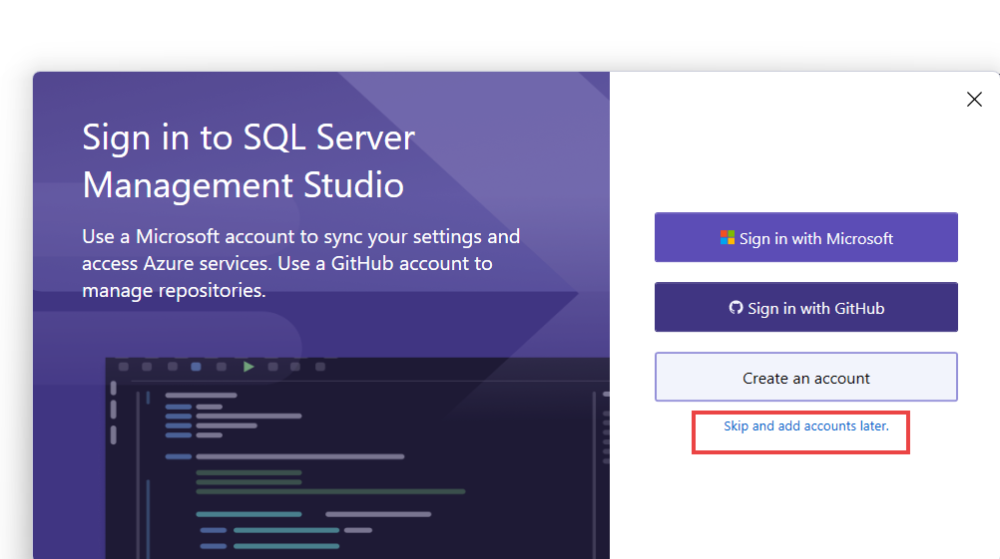 Sign in to SQL Server
Management Studio
Use a Microsoft account to sync your settings and
access Azure services. Use a GitHub account to
manage repositories.
Sign in with Microsoft
Sign in with GitHub
Create an account
Skip and add accounts later.